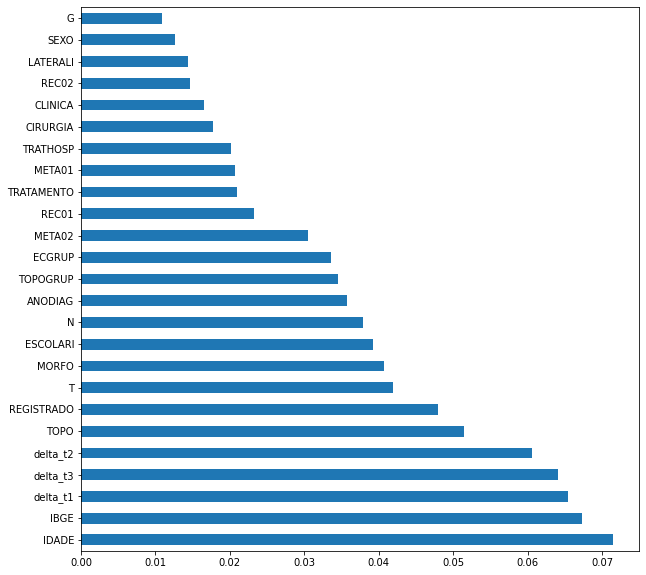 G
SEXO
LATERALI
REC02
CLINICA
CIRURGIA
TRATHOSP
META01
TRATAMENTO
REC01
META02
ECGRUP
TOPOGRUP
ANODIAG
N
ESCOLARI
MORFO
T
REGISTRADO
TOPO
delta_t2
delta_t3
delta_t1
IBGE
IDADE
0.00 0.01 0.02 0.03 0.04 0.05 0.06 0.07